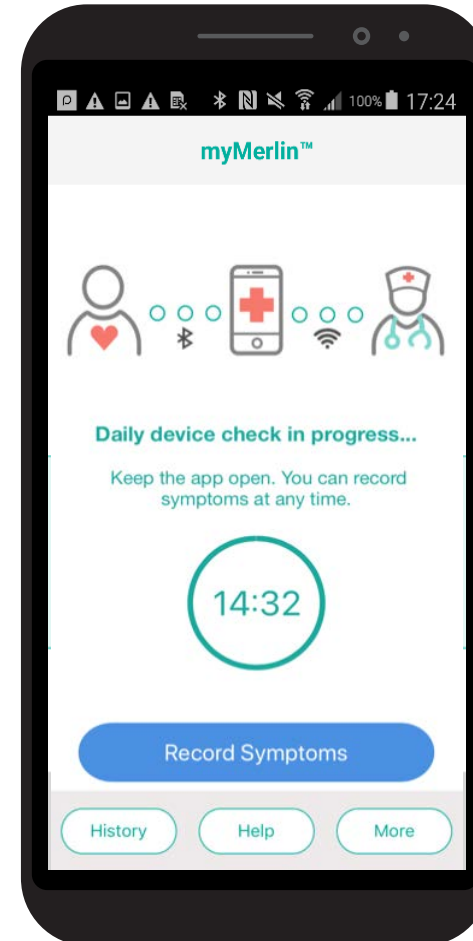 100% 17:24
myMerlin™
Daily device check in progress...
Keep the app open. You can record
symptoms at any time.
14:32
Record Symptoms
History Help More